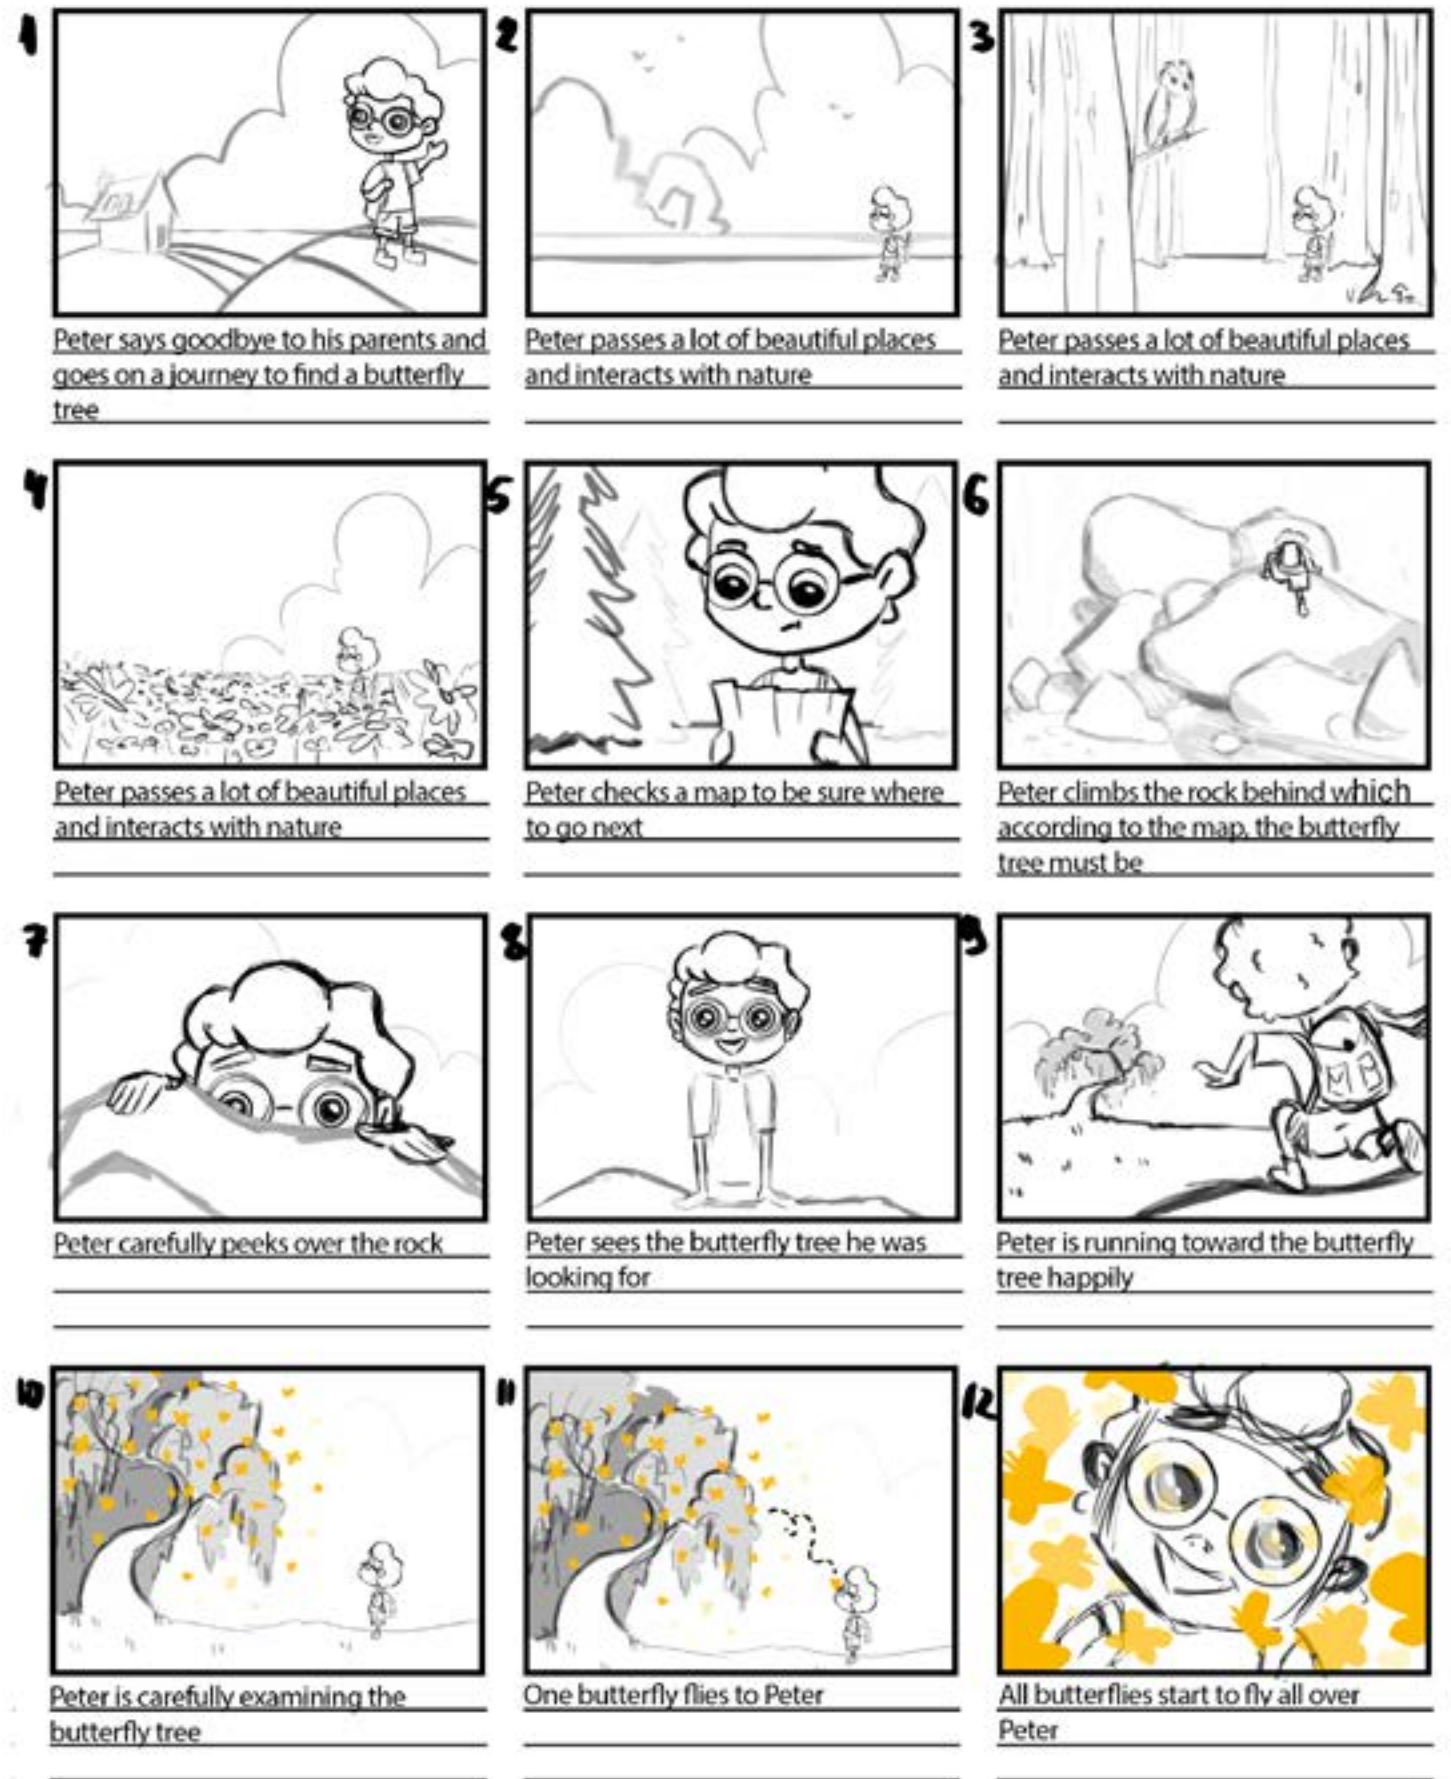 1
Peter says goodbye to his parents and
goes on a journey to find a butterfly
tree
2
Peter passes a lot of beautiful places
and interacts with nature
3
Peter passes a lot of beautiful places
and interacts with nature
4
Peter passes a lot of beautiful places
and interacts with nature
5
Peter checks a map to be sure where
to go next
6
Peter climbs the rock behind which
according to the map, the butterfly
tree must be
7
Peter carefully peeks over the rock
8
Peter sees the butterfly tree he was
looking for
9
Peter is running toward the butterfly
tree happily
10
Peter is carefully examining the
butterfly tree
11
One butterfly flies to Peter
12
All butterflies start to fly all over
Peter